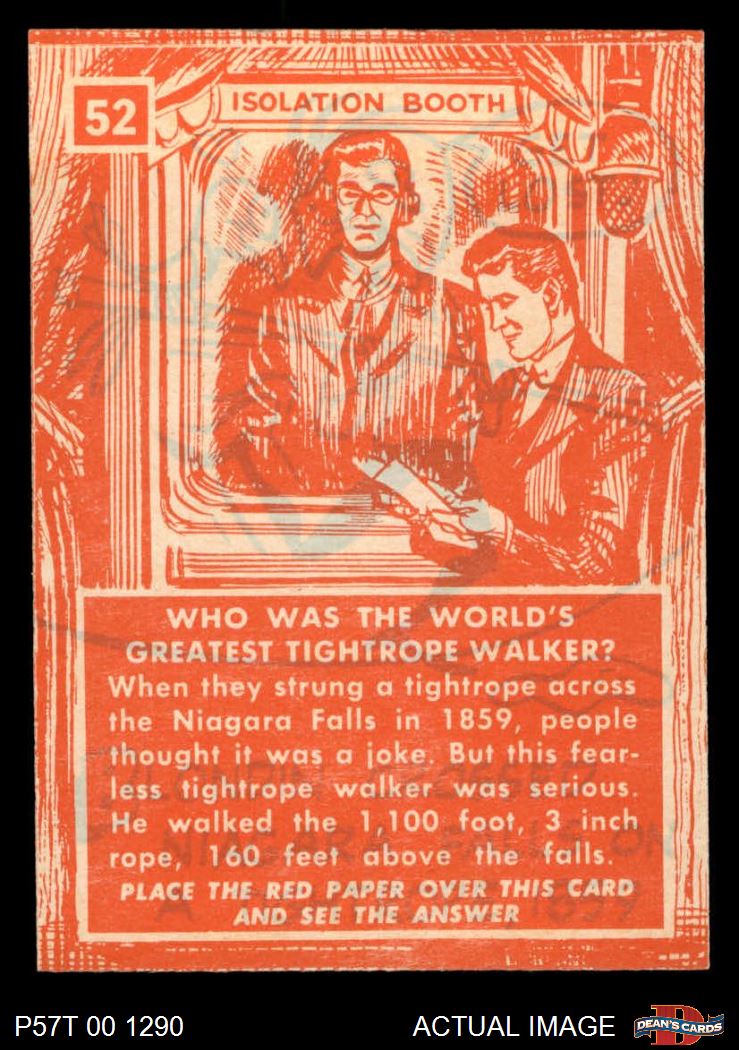 52
ISOLATION BOOTH
WHO WAS THE WORLD'S
GREATEST TIGHTROPE WALKER?
When they strung a tightrope across
the Niagara Falls in 1859, people
thought it was a joke. But this fear-
less tightrope walker was serious.
He walked the 1,100 foot, 3 inch
rope, 160 feet above the falls.
PLACE THE RED PAPER OVER THIS CARD
AND SEE THE ANSWER
P57T 00 1290
ACTUAL IMAGE
D
DEAN'S CARDS